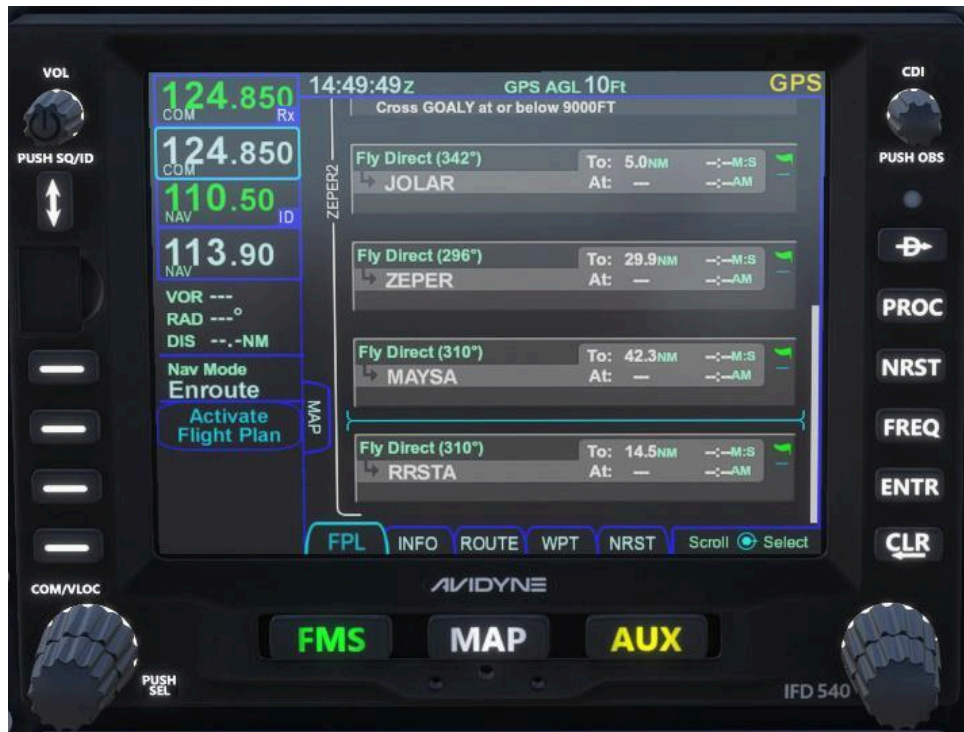 VOL
PUSH SQ/ID
COM/VLOC
PUSH
SEL
124.850
COM
Rx
124.850
COM
110.50
NAV
ID
113.90
NAV
VOR ---
RAD ---°
DIS --.-NM
Nav Mode
Enroute
Activate
Flight Plan
14:49:49Z
GPS AGL 10Ft
GPS
MAP
ZEPER2
Cross GOALY at or below 9000FT
Fly Direct (342°) To: 5.0NM --:--M:S
JOLAR At: --- --:--AM
Fly Direct (296°) To: 29.9NM --:--M:S
ZEPER At: --- --:--AM
Fly Direct (310°) To: 42.3NM --:--M:S
MAYSA At: --- --:--AM
Fly Direct (310°) To: 14.5NM --:--M:S
RRSTA At: --- --:--AM
FPL INFO ROUTE WPT NRST Scroll Select
AVIDYNE
FMS MAP AUX
CDI
PUSH OBS
D
PROC
NRST
FREQ
ENTR
CLR
IFD 540